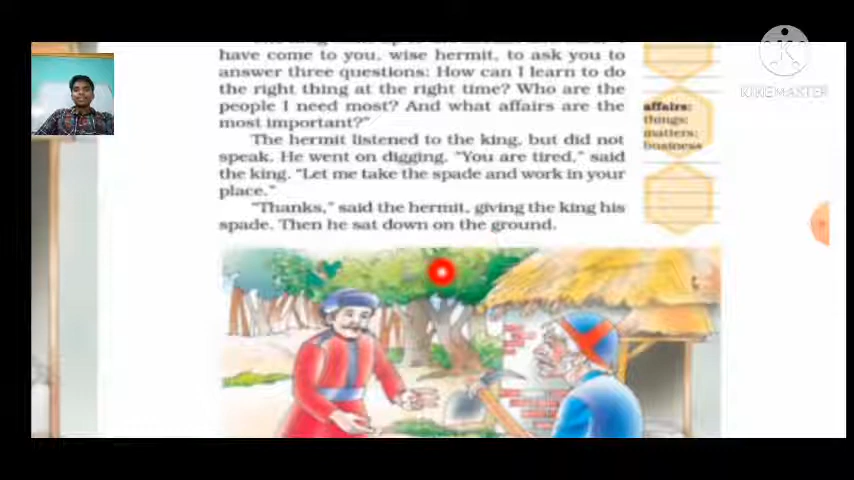 have come to you, wise hermit, to ask you to
answer three questions: How can I learn to do
the right thing at the right time? Who are the
people I need most? And what affairs are the
most important?"
The hermit listened to the king, but did not
speak. He went on digging. "You are tired," said
the king. "Let me take the spade and work in your
place."
"Thanks," said the hermit, giving the king his
spade. Then he sat down on the ground.
affairs:
things;
matters;
business
KINEMASTER